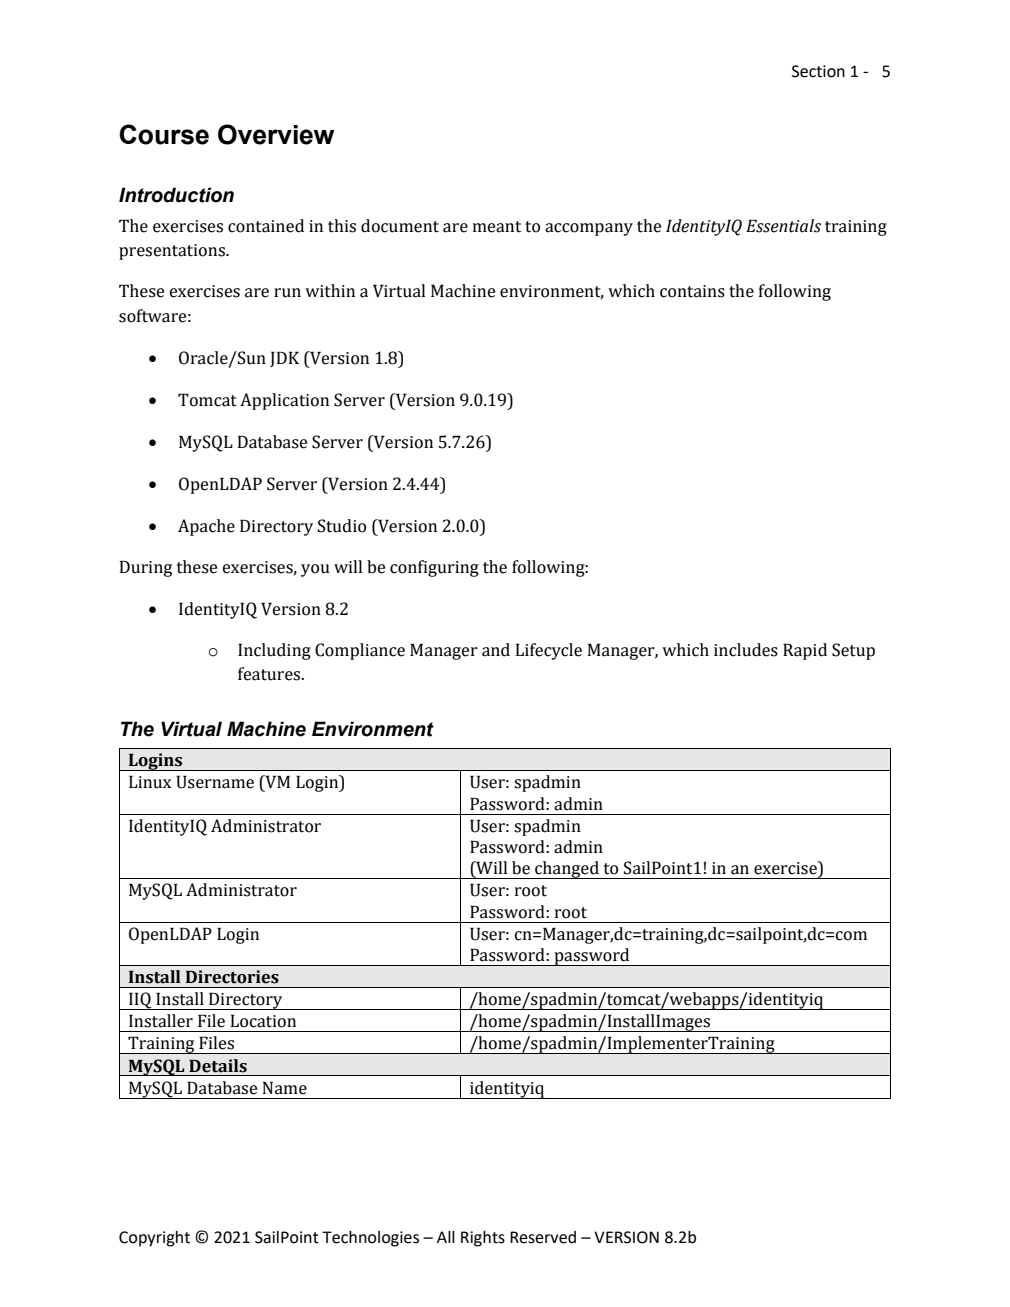 Section 1 - 5
Course Overview
Introduction
The exercises contained in this document are meant to accompany the IdentityIQ Essentials training
presentations.
These exercises are run within a Virtual Machine environment, which contains the following
software:
• Oracle/Sun JDK (Version 1.8)
• Tomcat Application Server (Version 9.0.19)
• MySQL Database Server (Version 5.7.26)
• OpenLDAP Server (Version 2.4.44)
• Apache Directory Studio (Version 2.0.0)
During these exercises, you will be configuring the following:
• IdentityIQ Version 8.2
o Including Compliance Manager and Lifecycle Manager, which includes Rapid Setup
features.
The Virtual Machine Environment
Logins
Linux Username (VM Login) User: spadmin
Password: admin
IdentityIQ Administrator User: spadmin
Password: admin
(Will be changed to SailPoint1! in an exercise)
MySQL Administrator User: root
Password: root
OpenLDAP Login User: cn=Manager,dc=training,dc=sailpoint,dc=com
Password: password
Install Directories
IIQ Install Directory /home/spadmin/tomcat/webapps/identityiq
Installer File Location /home/spadmin/InstallImages
Training Files /home/spadmin/ImplementerTraining
MySQL Details
MySQL Database Name identityiq
Copyright © 2021 SailPoint Technologies – All Rights Reserved – VERSION 8.2b